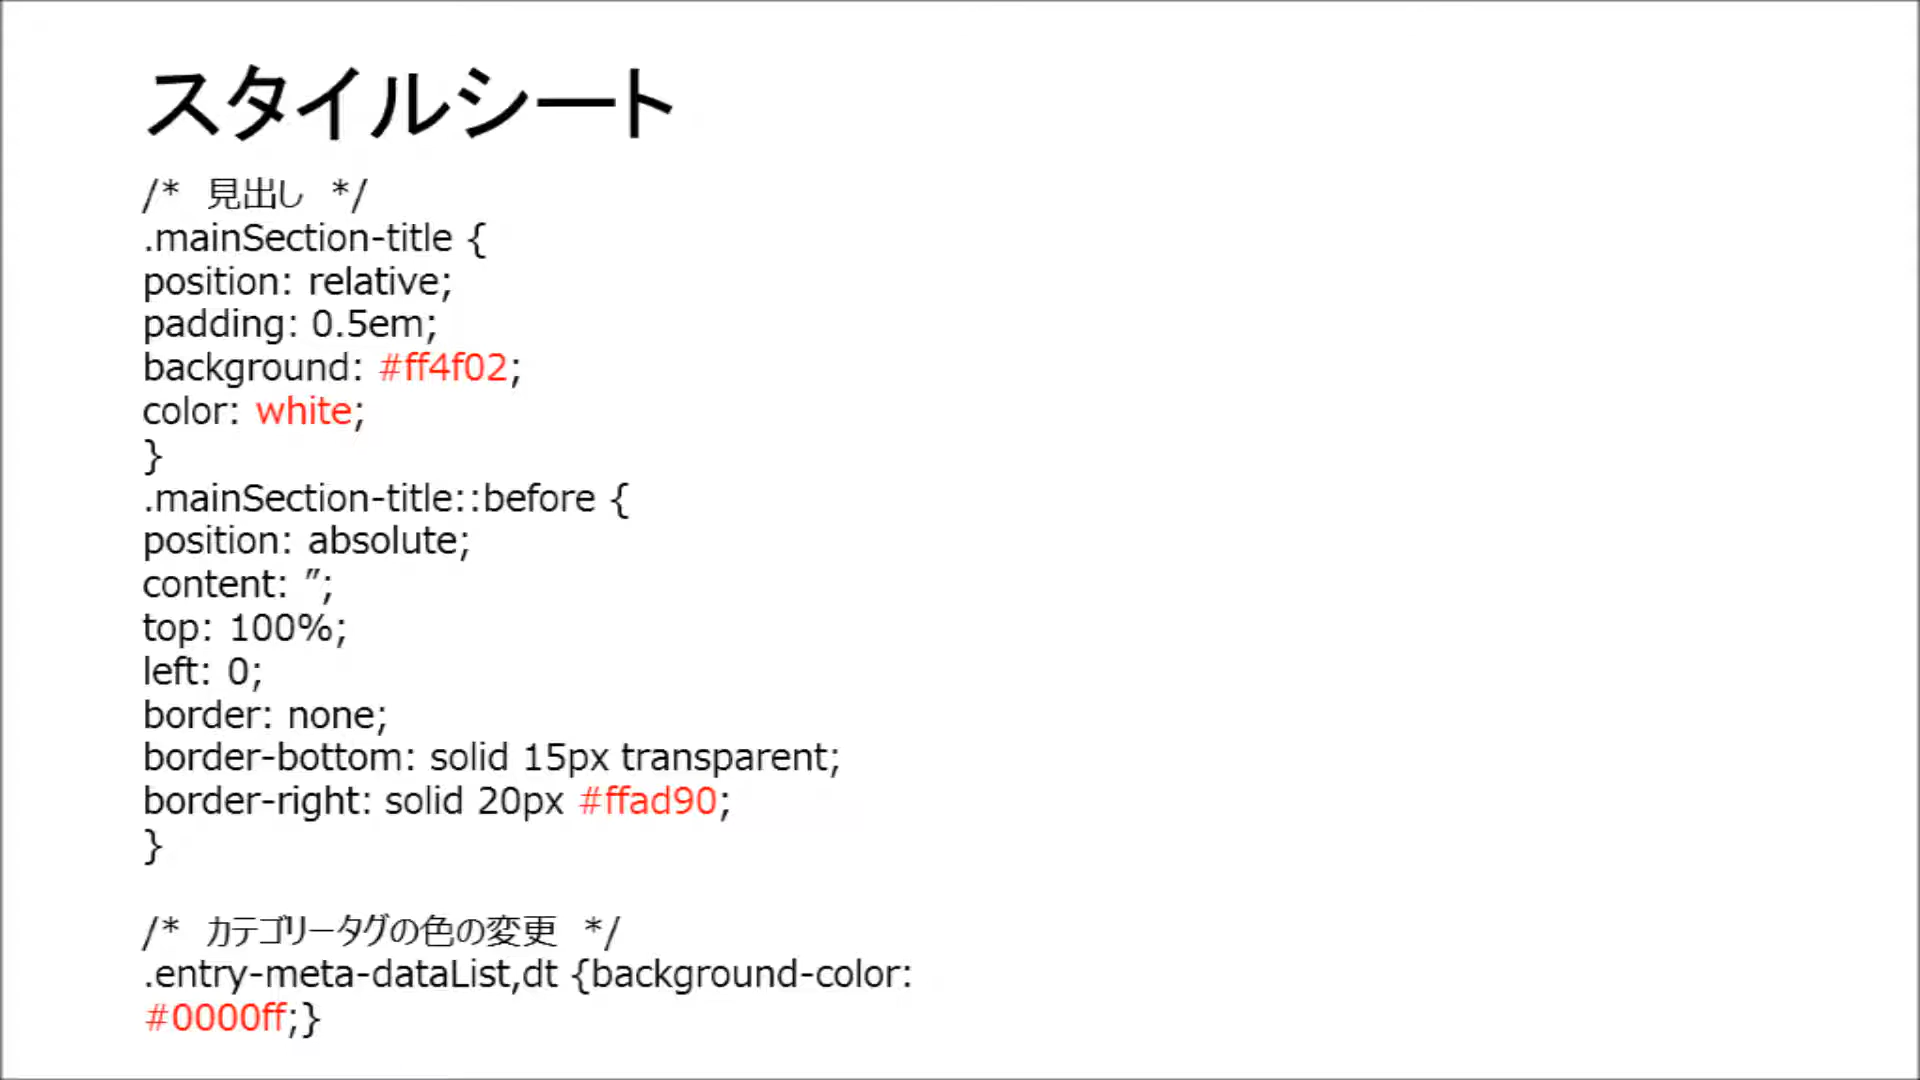 スタイルシート
/*　見出し　*/
.mainSection-title {
position: relative;
padding: 0.5em;
background: #ff4f02;
color: white;
}
.mainSection-title::before {
position: absolute;
content: ”;
top: 100%;
left: 0;
border: none;
border-bottom: solid 15px transparent;
border-right: solid 20px #ffad90;
}
/*　カテゴリータグの色の変更　*/
.entry-meta-dataList,dt {background-color:
#0000ff;}